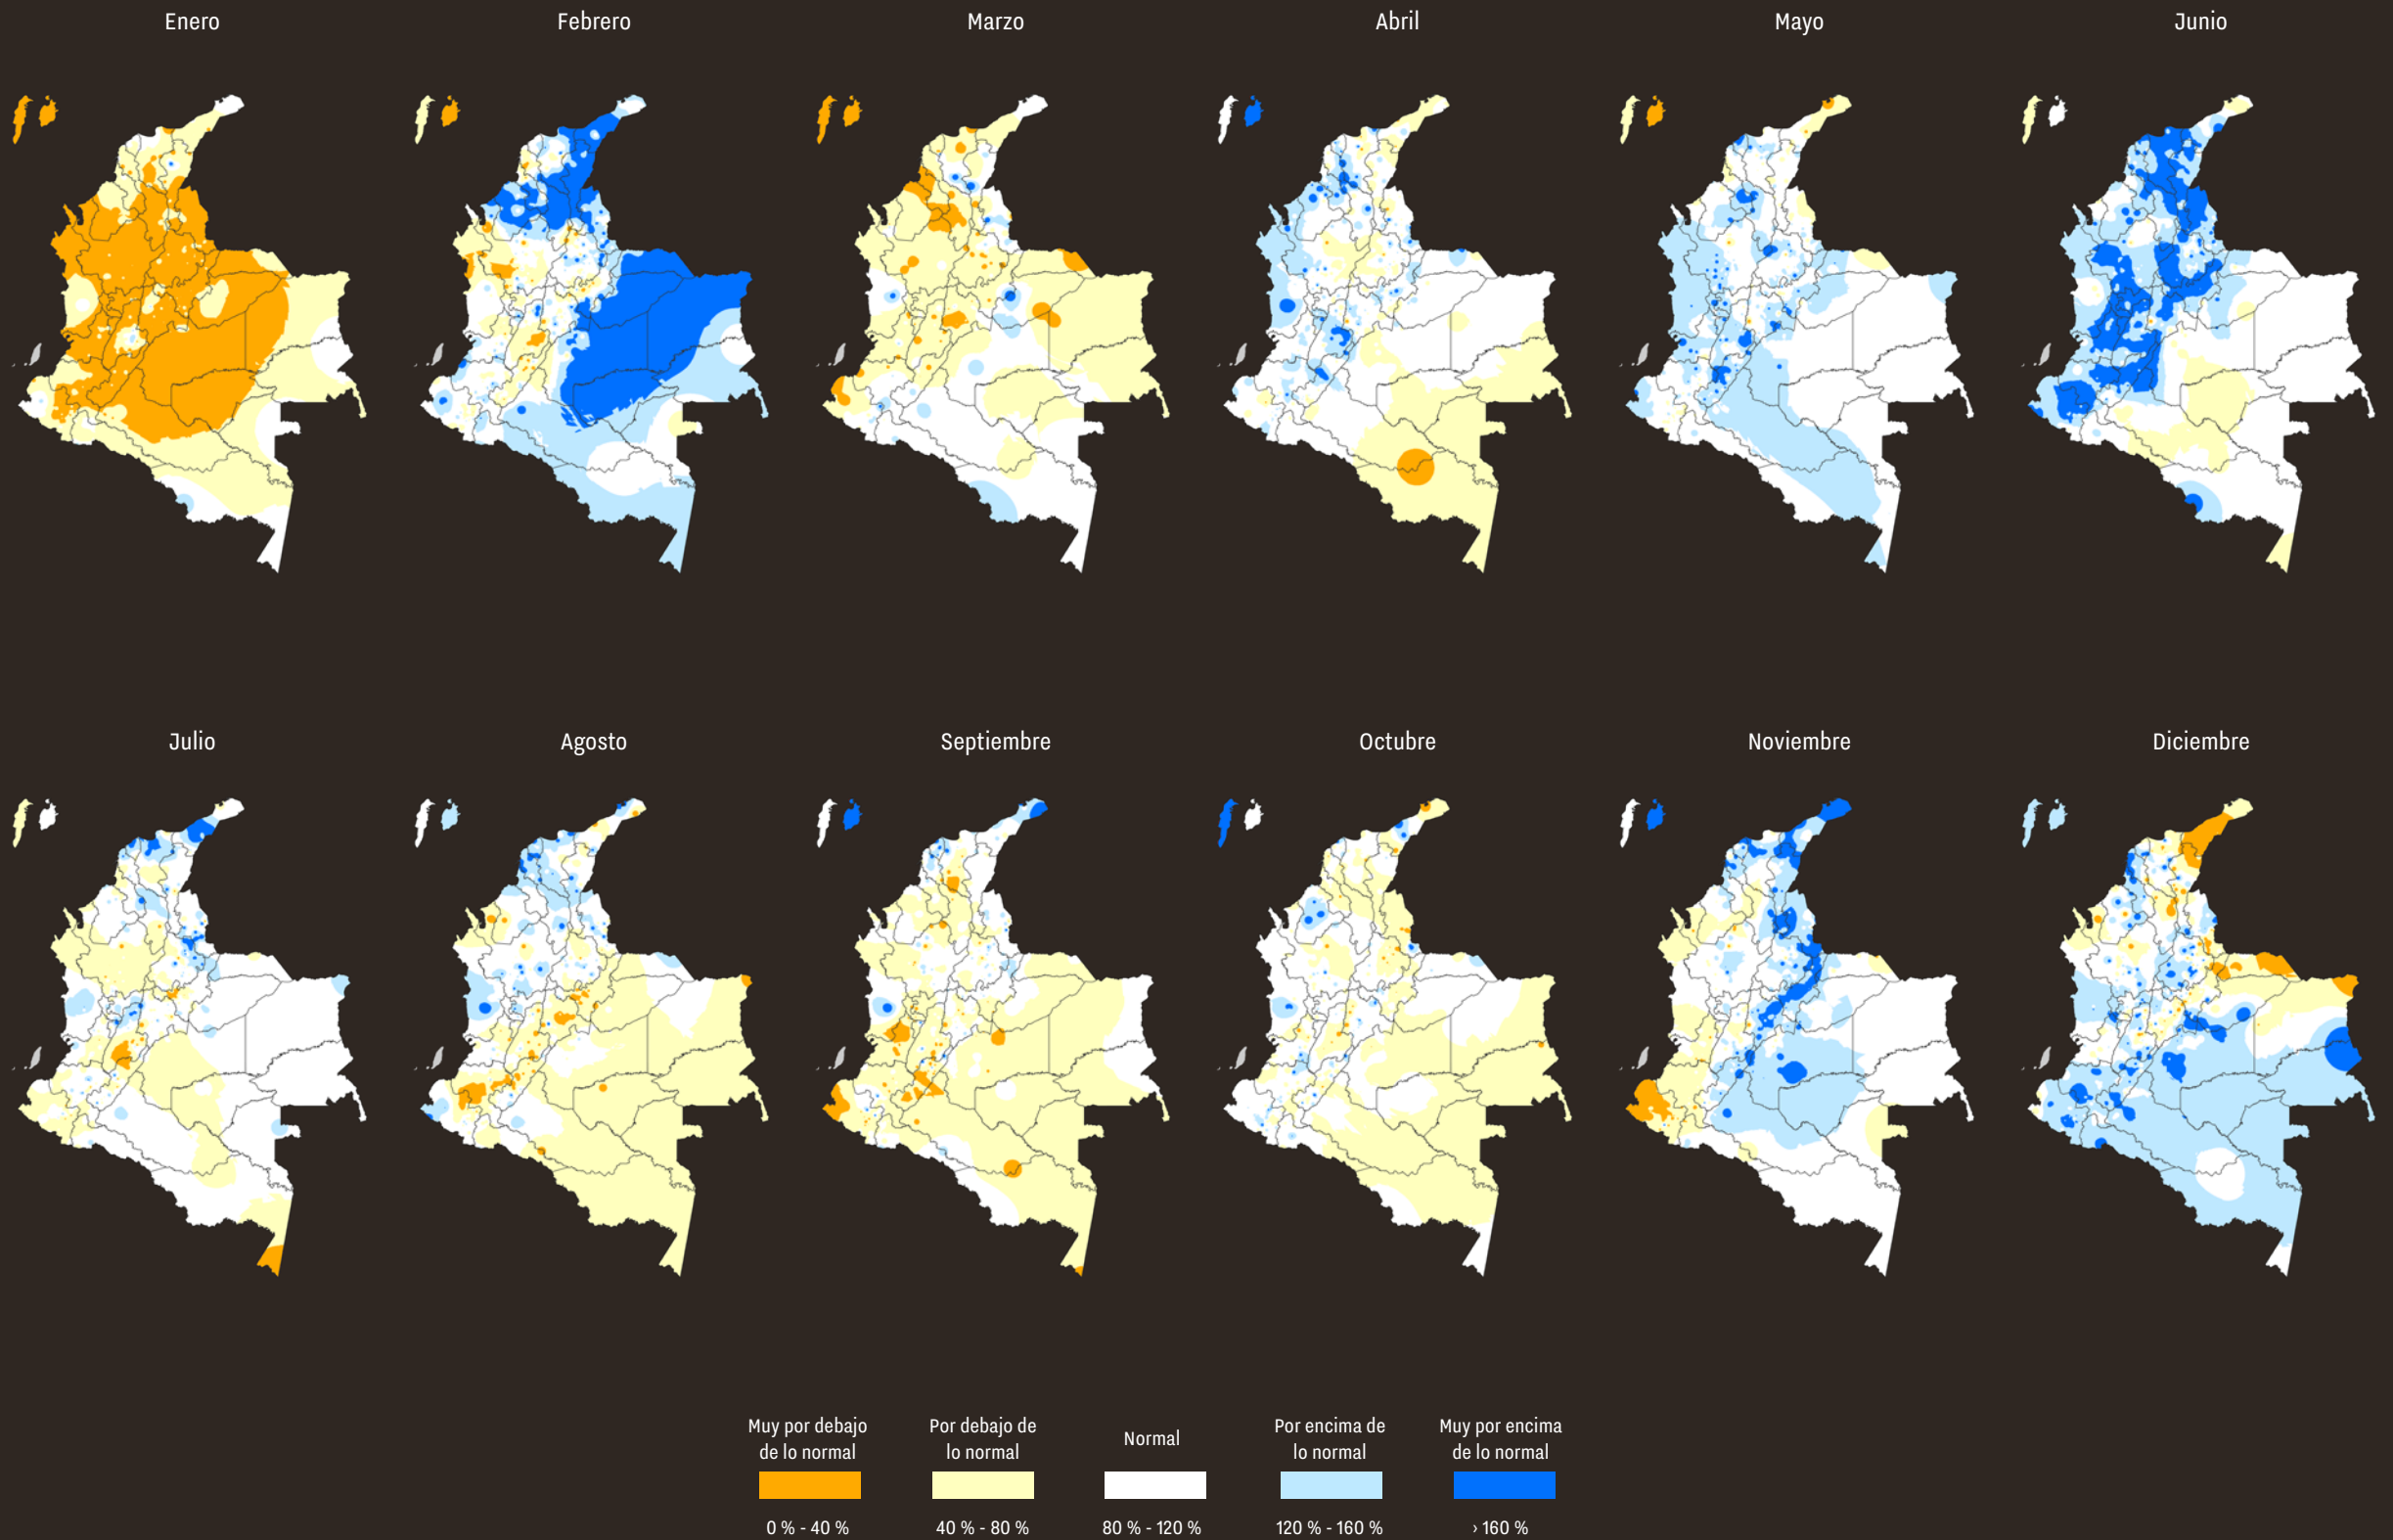 Enero
Febrero
Marzo
Abril
Mayo
Junio
Julio
Agosto
Septiembre
Octubre
Noviembre
Diciembre
Muy por debajo
de lo normal
Por debajo de
lo normal
Normal
Por encima de
lo normal
Muy por encima
de lo normal
0 % - 40 %
40 % - 80 %
80 % - 120 %
120 % - 160 %
› 160 %